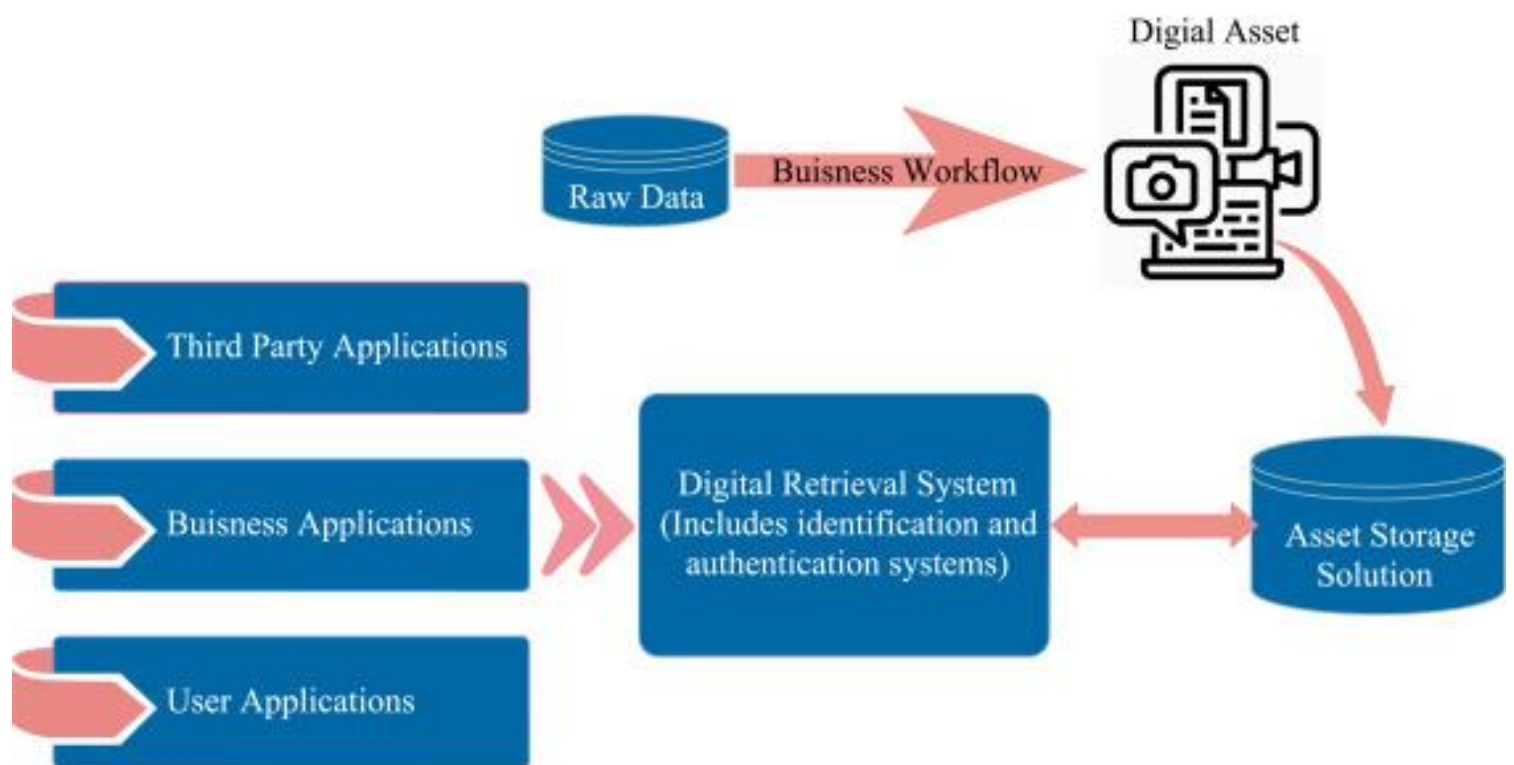 Digial Asset
Raw Data
Buisness Workflow
Third Party Applications
Buisness Applications
User Applications
Digital Retrieval System
(Includes identification and
authentication systems)
Asset Storage
Solution